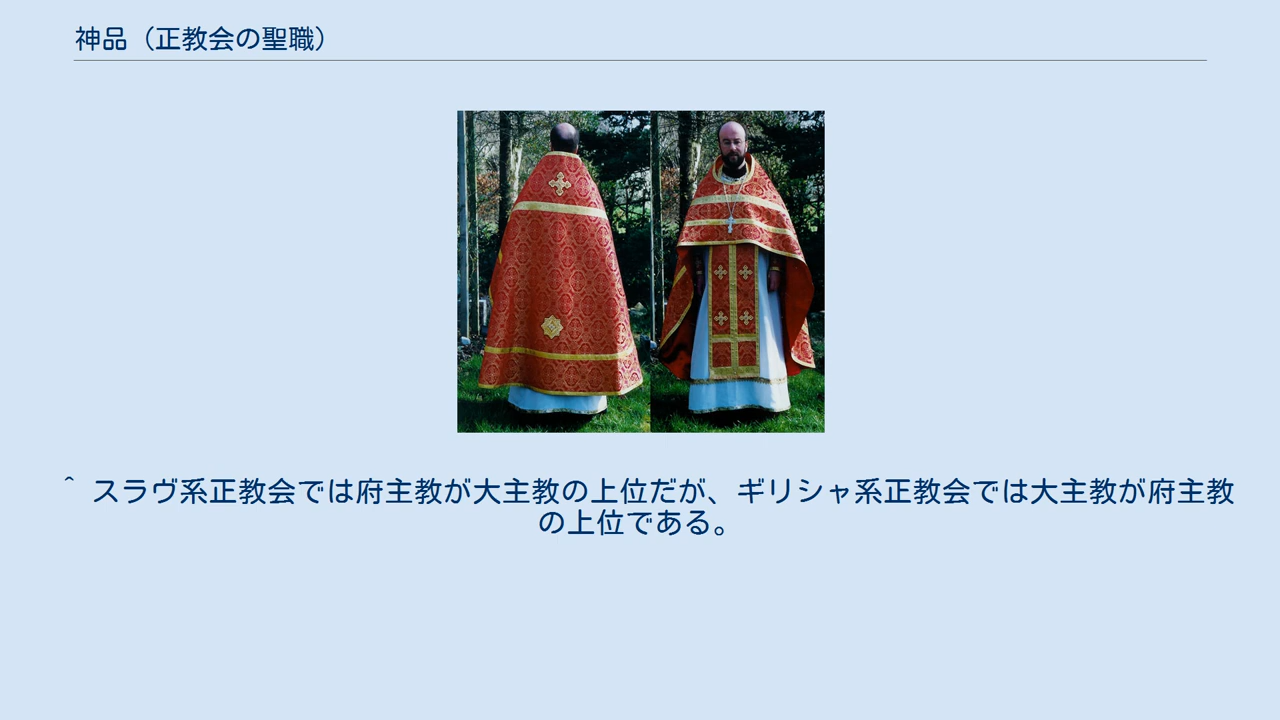 神品（正教会の聖職）
^ スラヴ系正教会では府主教が大主教の上位だが、ギリシャ系正教会では大主教が府主教
の上位である。